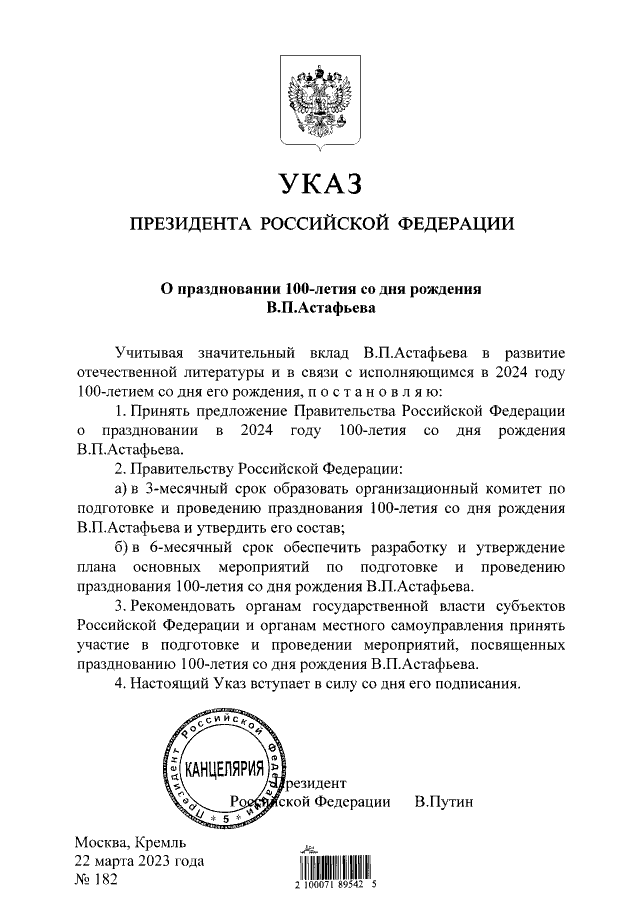 УКАЗ
ПРЕЗИДЕНТА РОССИЙСКОЙ ФЕДЕРАЦИИ
О праздновании 100-летия со дня рождения
В.П.Астафьева
Учитывая значительный вклад В.П.Астафьева в развитие
отечественной литературы и в связи с исполняющимся в 2024 году
100-летием со дня его рождения, п о с т а н о в л я ю:
1. Принять предложение Правительства Российской Федерации
о праздновании в 2024 году 100-летия со дня рождения
В.П.Астафьева.
2. Правительству Российской Федерации:
а) в 3-месячный срок образовать организационный комитет по
подготовке и проведению празднования 100-летия со дня рождения
В.П.Астафьева и утвердить его состав;
б) в 6-месячный срок обеспечить разработку и утверждение
плана основных мероприятий по подготовке и проведению
празднования 100-летия со дня рождения В.П.Астафьева.
3. Рекомендовать органам государственной власти субъектов
Российской Федерации и органам местного самоуправления принять
участие в подготовке и проведении мероприятий, посвященных
празднованию 100-летия со дня рождения В.П.Астафьева.
4. Настоящий Указ вступает в силу со дня его подписания.
Президент Российской Федерации
* 5 *
КАНЦЕЛЯРИЯ
Президент
Российской Федерации В.Путин
Москва, Кремль
22 марта 2023 года
№ 182
2 100071 89542 5